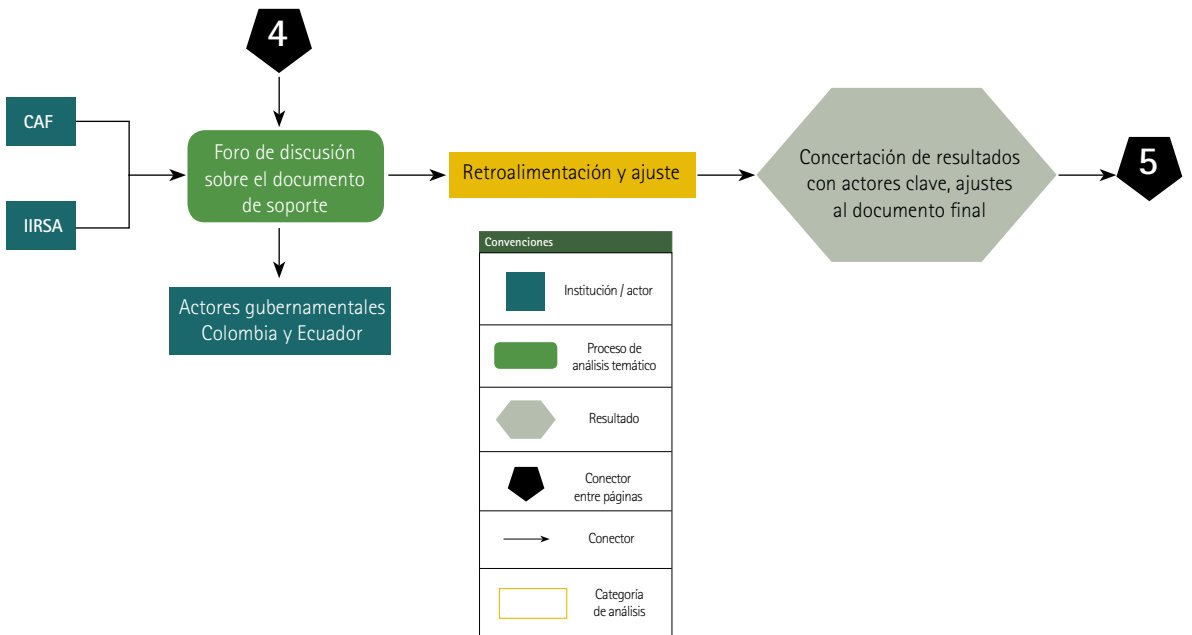 4
CAF
IIRSA
Foro de discusión
sobre el documento
de soporte
Retroalimentación y ajuste
Concertación de resultados
con actores clave, ajustes
al documento final
5
Actores gubernamentales
Colombia y Ecuador
Convenciones
Institución / actor
Proceso de
análisis temático
Resultado
Conector
entre páginas
Conector
Categoría
de análisis